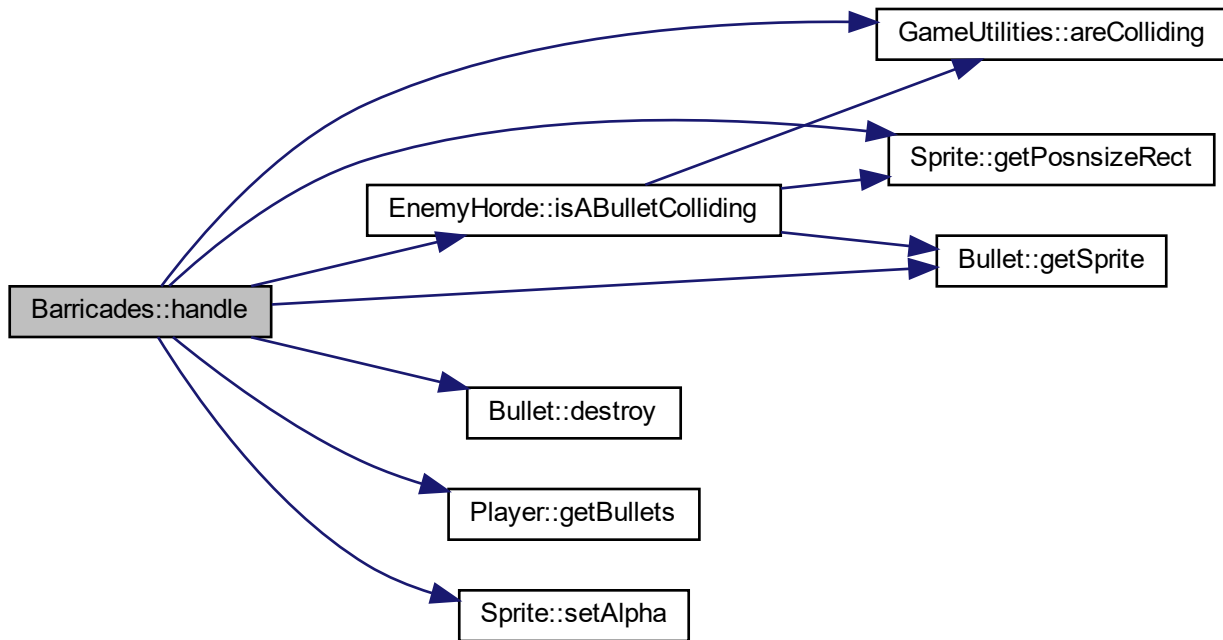 GameUtilities::areColliding
Sprite::getPosnsizeRect
EnemyHorde::isABulletColliding
Bullet::getSprite
Barricades::handle
Bullet::destroy
Player::getBullets
Sprite::setAlpha